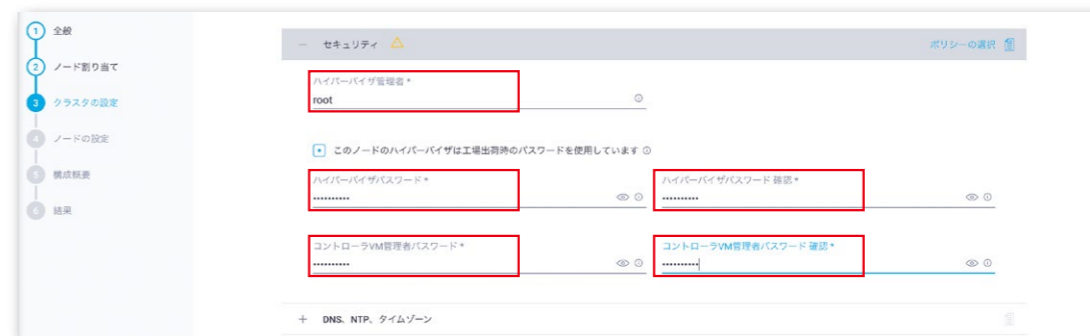 1 全般
2 ノード割り当て
3 クラスタの設定
4 ノードの設定
5 構成概要
6 結果
− セキュリティ ポリシーの選択
ハイパーバイザ管理者 *
root
このノードのハイパーバイザは工場出荷時のパスワードを使用しています
ハイパーバイザパスワード * ハイパーバイザパスワード 確認 *
•••••••••• ••••••••••
コントローラVM管理者パスワード * コントローラVM管理者パスワード 確認 *
•••••••••• ••••••••••
+ DNS、NTP、タイムゾーン